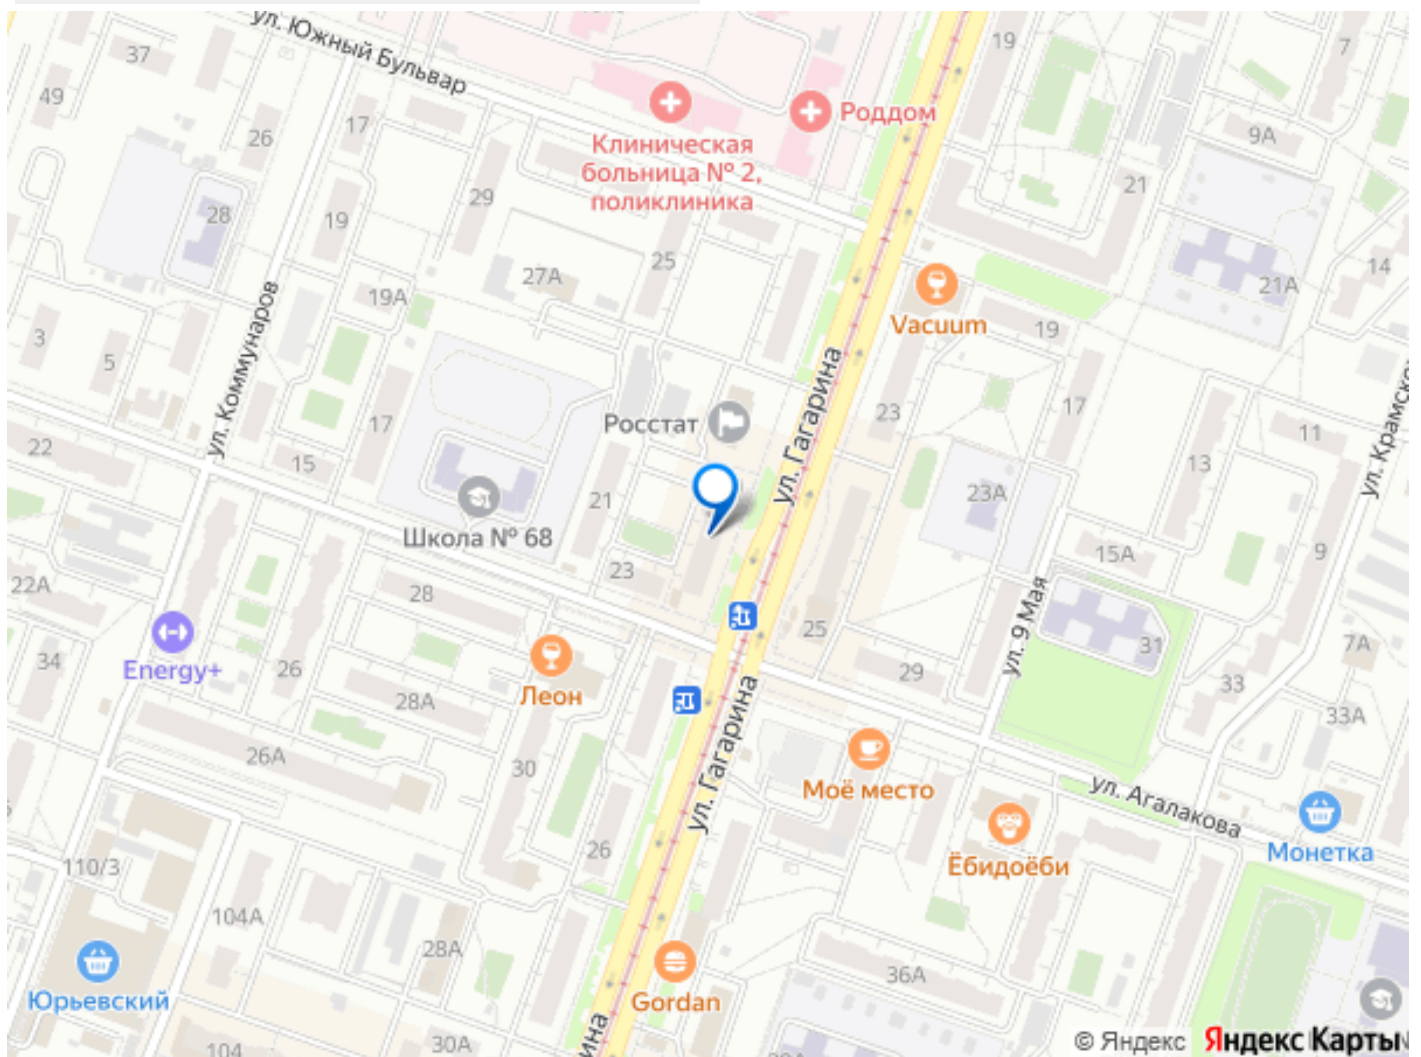 ул. Южный Бульвар
37
49
26
17
19
7
9А
Роддом
Клиническая
больница № 2,
поликлиника
21
29
28
19
25
27А
14
21А
19А
Vacuum
19
ул. Коммунаров
3
5
17
ул. Гагарина
23
17
11
ул. Крамско
Росстат
22
15
13
21
23А
Школа № 68
15А
9
22А
23
28
ул. 9 Мая
25
31
7А
34
Energy+
26
Леон
29
33
28А
33А
ул. Гагарина
26А
30
Моё место
ул. Агалакова
26
Ёбидоёби
Монетка
110/3
104А
28А
36А
Юрьевский
Gordan
ина
104
30А
© Яндекс
Яндекс Карты